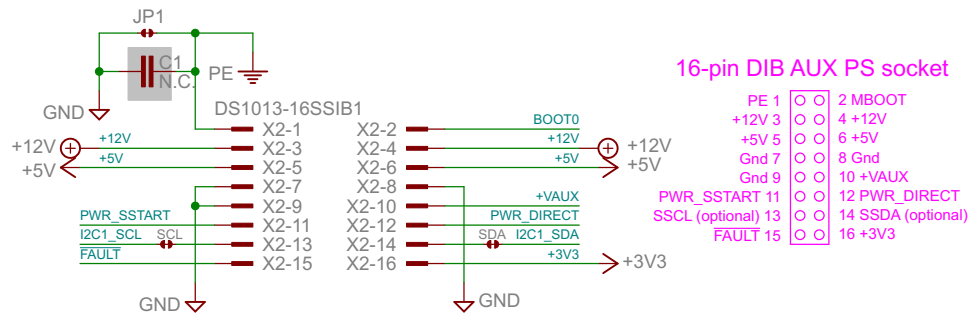 JP1
C1
N.C.
PE
GND
16-pin DIB AUX PS socket
DS1013-16SSIB1
X2-1
X2-2
BOOT0
+12V
+12V
X2-3
X2-4
+12V
+12V
+5V
+5V
X2-5
X2-6
+5V
+5V
X2-7
X2-8
X2-9
X2-10
+VAUX
PWR_SSTART
X2-11
X2-12
PWR_DIRECT
I2C1_SCL
SCL
X2-13
X2-14
SDA
I2C1_SDA
FAULT
X2-15
X2-16
+3V3
+3V3
GND
GND
PE 1
2 MBOOT
+12V 3
4 +12V
+5V 5
6 +5V
Gnd 7
8 Gnd
Gnd 9
10 +VAUX
PWR_SSTART 11
12 PWR_DIRECT
SSCL (optional) 13
14 SSDA (optional)
FAULT 15
16 +3V3